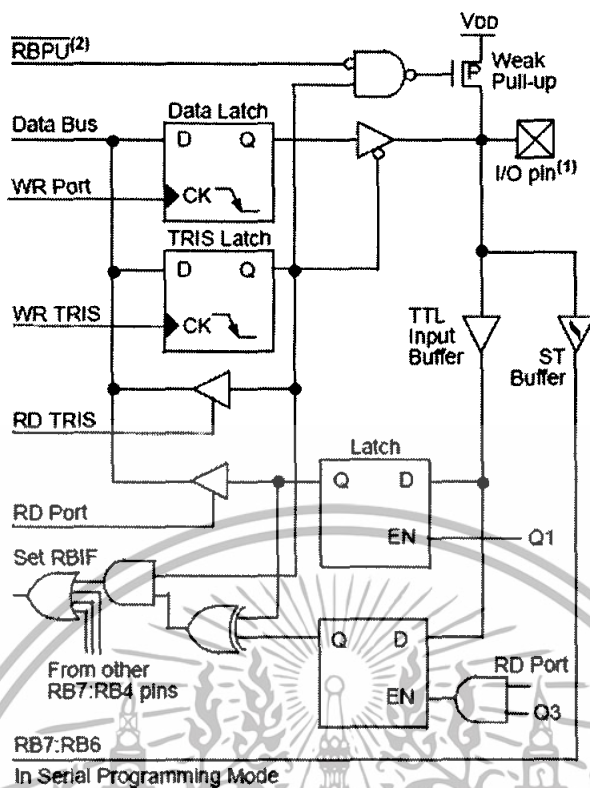 VDD
RBPU(2)
P
Weak
Pull-up
Data Latch
Data Bus
D Q
I/O pin(1)
WR Port
CK
TRIS Latch
D Q
WR TRIS
CK
TTL
Input
Buffer
ST
Buffer
RD TRIS
Latch
Q D
RD Port
EN
Q1
Set RBIF
Q D
From other
RB7:RB4 pins
RD Port
EN
Q3
RB7:RB6
In Serial Programming Mode